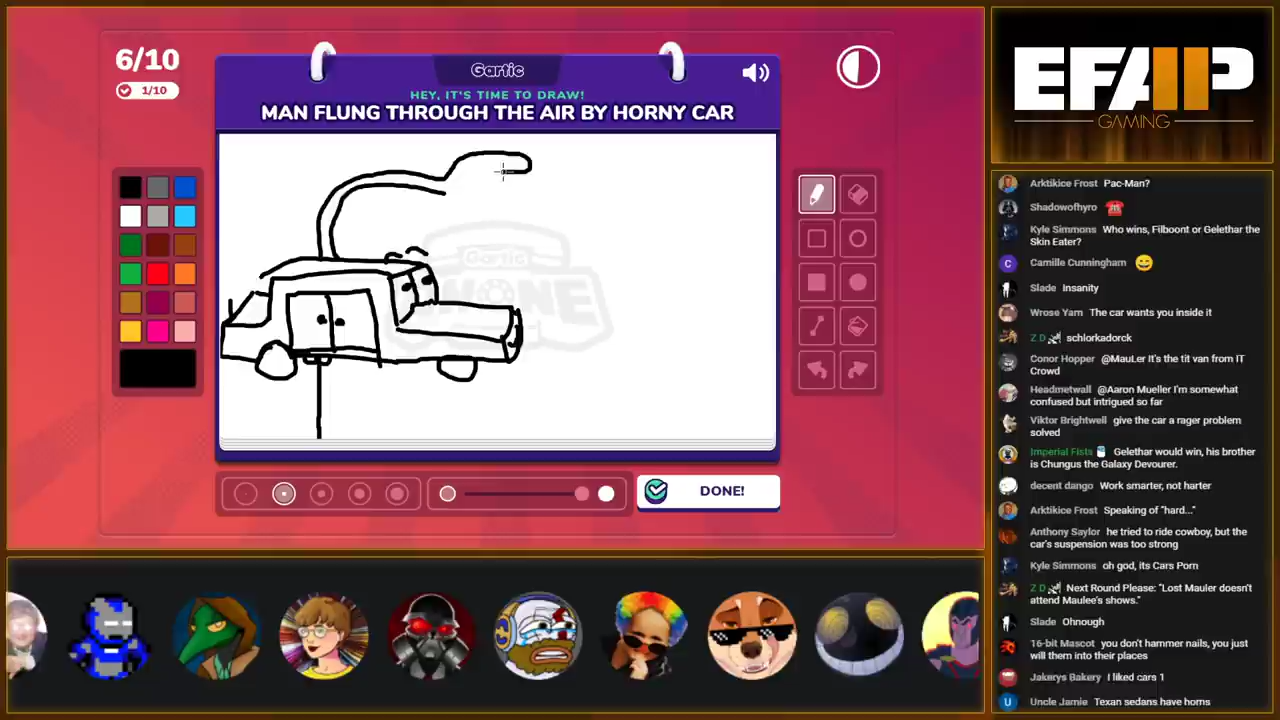 6/10
1/10
Gartic
HEY, IT'S TIME TO DRAW!
MAN FLUNG THROUGH THE AIR BY HORNY CAR
Gartic
DONE!
EFAP
GAMING
Arktikice Frost Pac-Man?
Shadowofhyro ☎️
Kyle Simmons Who wins, Filboont or Gelethar the
Skin Eater?
Camille Cunningham 😄
Slade Insanity
Wrose Yam The car wants you inside it
Z D schlorkadorck
Conor Hopper @MauLer It's the tit van from IT
Crowd
Headmetwall @Aaron Mueller I'm somewhat
confused but intrigued so far
Viktor Brightwell give the car a rager problem
solved
Imperial Fists Gelethar would win, his brother
is Chungus the Galaxy Devourer.
decent dango Work smarter, not harter
Arktikice Frost Speaking of "hard..."
Anthony Saylor he tried to ride cowboy, but the
car's suspension was too strong
Kyle Simmons oh god, its Cars Porn
Z D Next Round Please: "Lost Mauler doesn't
attend Maulee's shows."
Slade Ohnough
16-bit Mascot you don't hammer nails, you just
will them into their places
Jakerys Bakery I liked cars 1
Uncle Jamie Texan sedans have horns